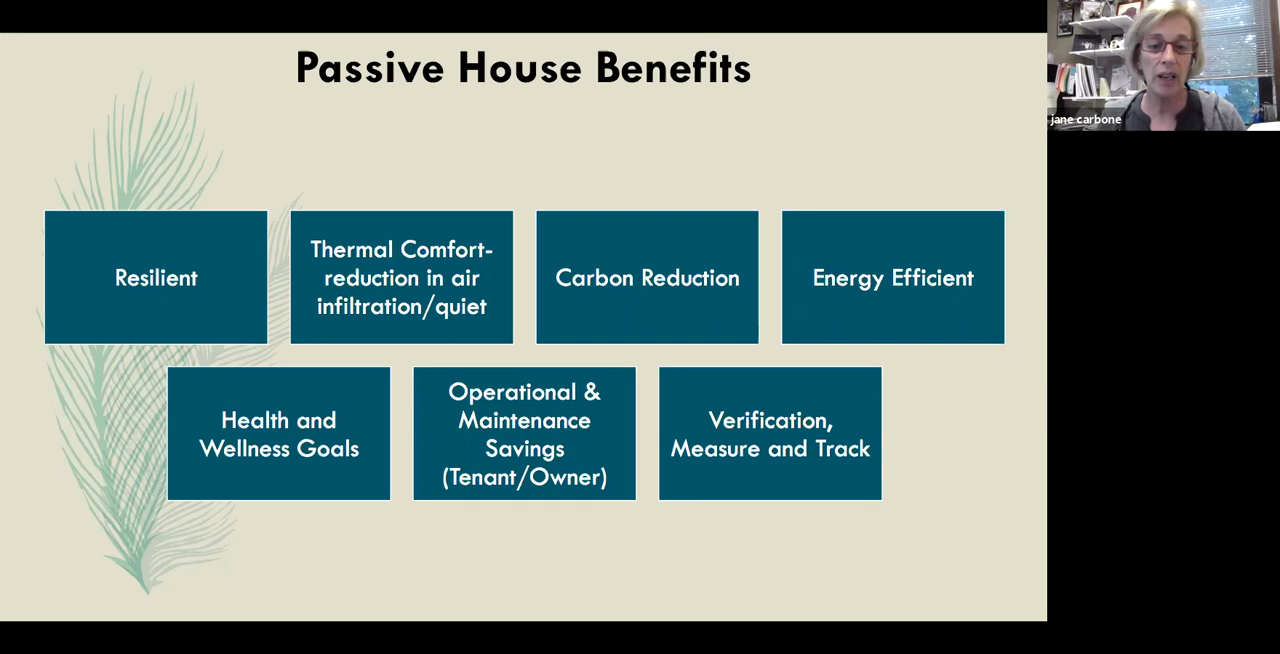 Passive House Benefits
jane carbone
Resilient
Thermal Comfort-
reduction in air
infiltration/quiet
Carbon Reduction
Energy Efficient
Health and
Wellness Goals
Operational &
Maintenance
Savings
(Tenant/Owner)
Verification,
Measure and Track